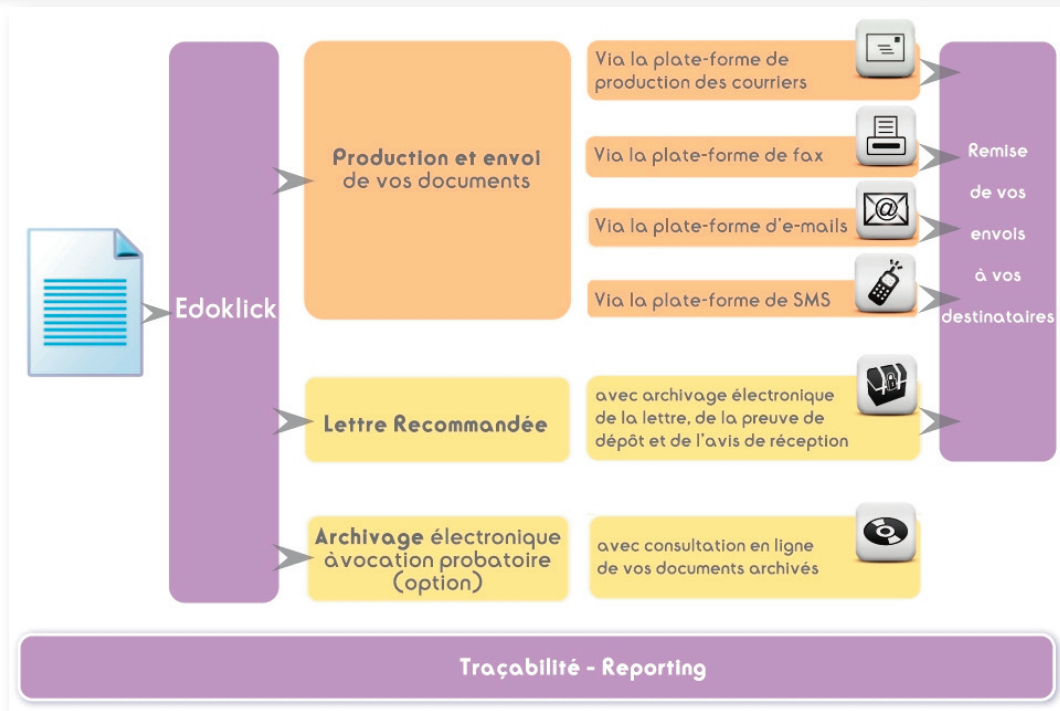 Edoklick
Production et envoi
de vos documents
Via la plate-forme de
production des courriers
Via la plate-forme de fax
Via la plate-forme d'e-mails
Via la plate-forme de SMS
Remise
de vos
envois
à vos
destinataires
Lettre Recommandée
avec archivage électronique
de la lettre, de la preuve de
dépôt et de l'avis de réception
Archivage électronique
àvocation probatoire
(option)
avec consultation en ligne
de vos documents archivés
Traçabilité - Reporting